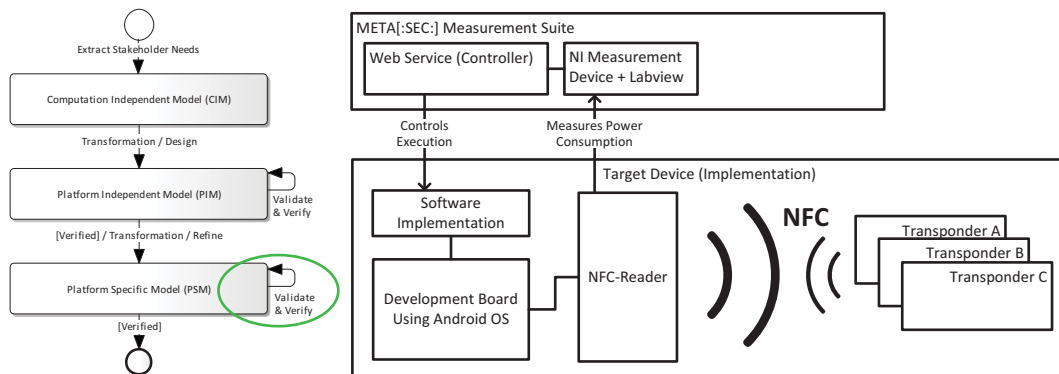 Extract Stakeholder Needs
Computation Independent Model (CIM)
Transformation / Design
Platform Independent Model (PIM)
Validate
& Verify
[Verified] / Transformation / Refine
Platform Specific Model (PSM)
Validate
& Verify
[Verified]
META[:SEC:] Measurement Suite
Web Service (Controller)
NI Measurement
Device + Labview
Controls
Execution
Measures Power
Consumption
Target Device (Implementation)
Software
Implementation
Development Board
Using Android OS
NFC-Reader
NFC
Transponder A
Transponder B
Transponder C